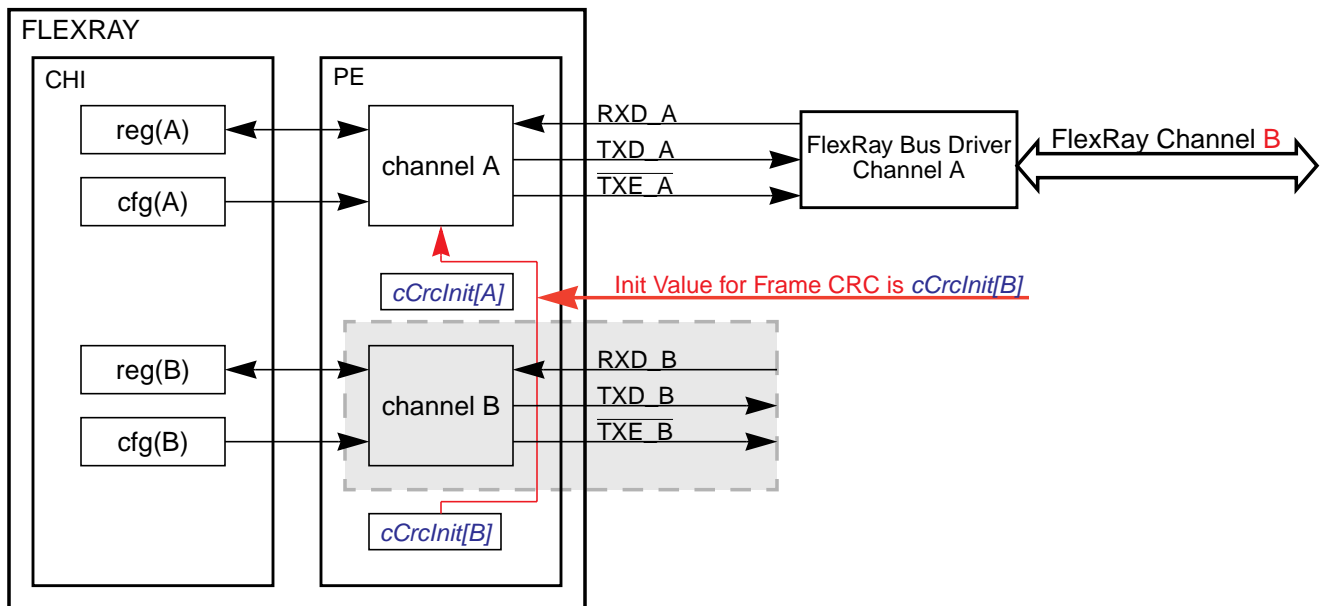 FLEXRAY
CHI
PE
reg(A)
cfg(A)
channel A
RXD_A
TXD_A
TXE_A
FlexRay Bus Driver
Channel A
FlexRay Channel B
cCrcInit[A]
Init Value for Frame CRC is cCrcInit[B]
reg(B)
cfg(B)
channel B
RXD_B
TXD_B
TXE_B
cCrcInit[B]